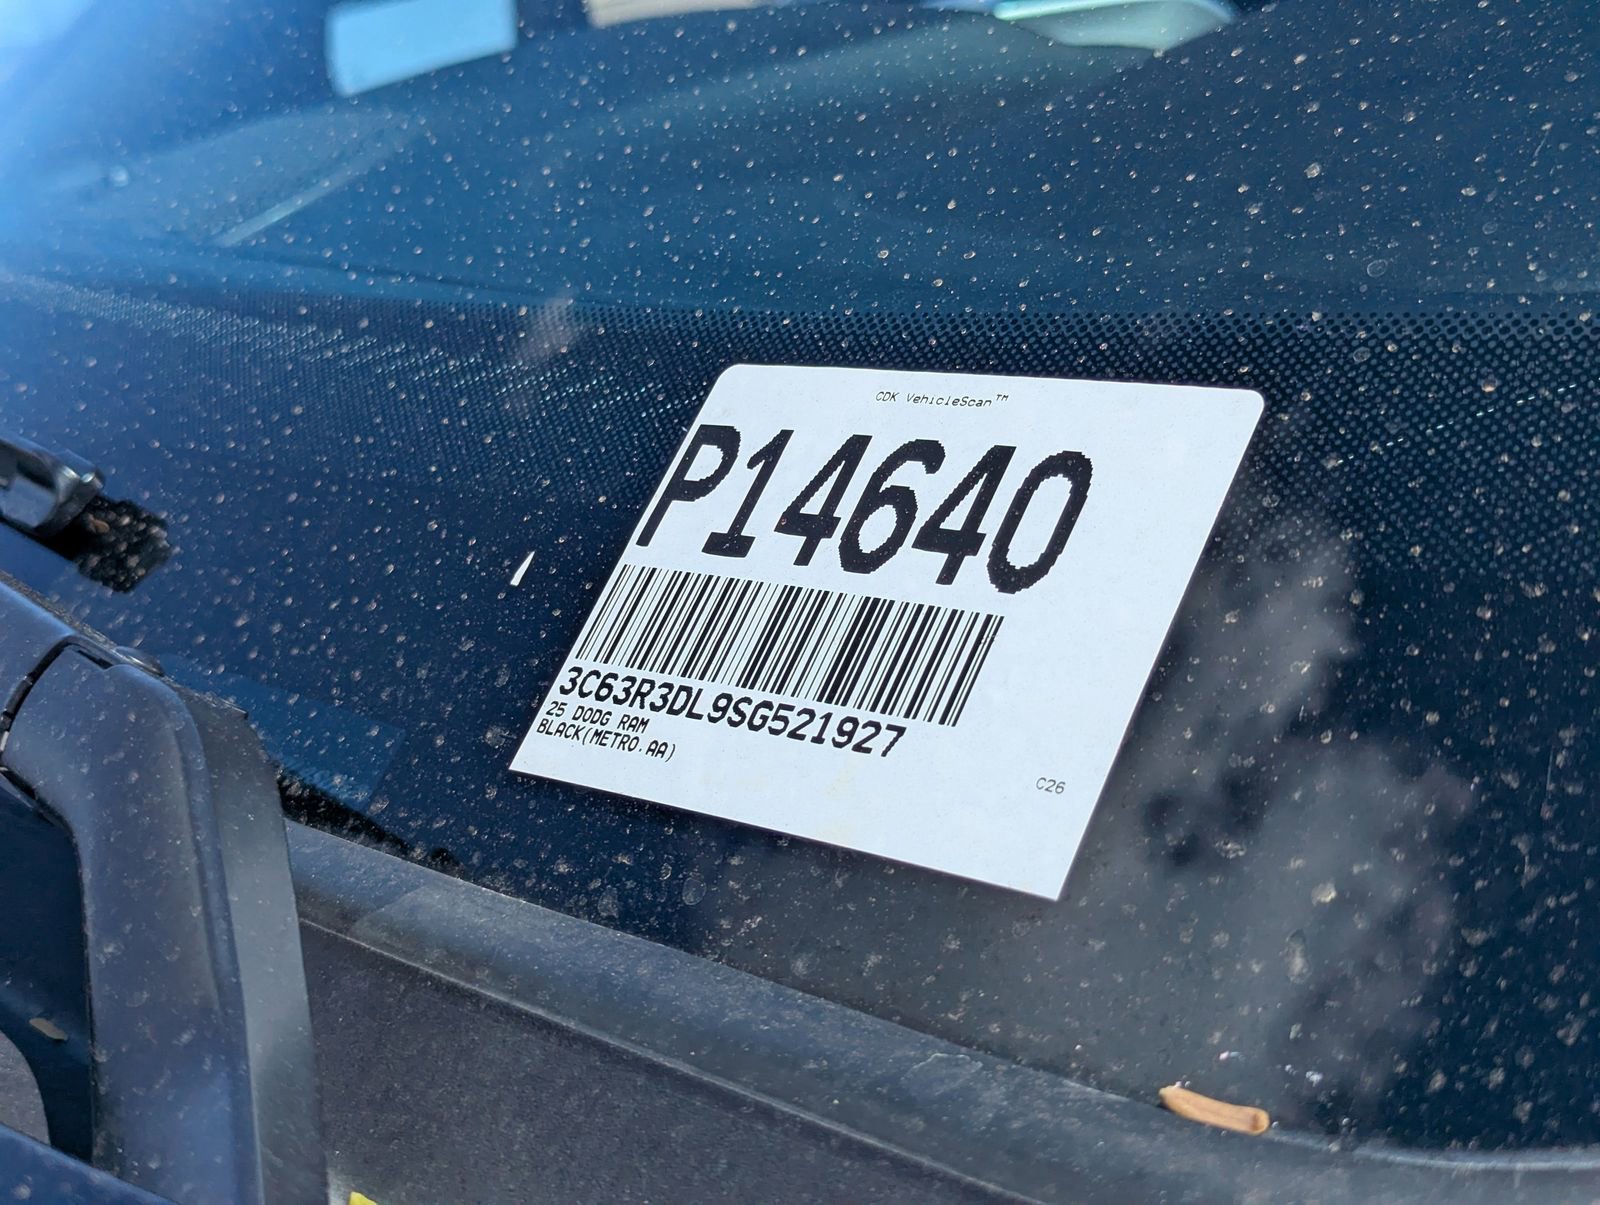 CDK VehicleScan™
P14640
3C63R3DL9SG521927
25 DODG RAM
BLACK(METRO.AA)
C26